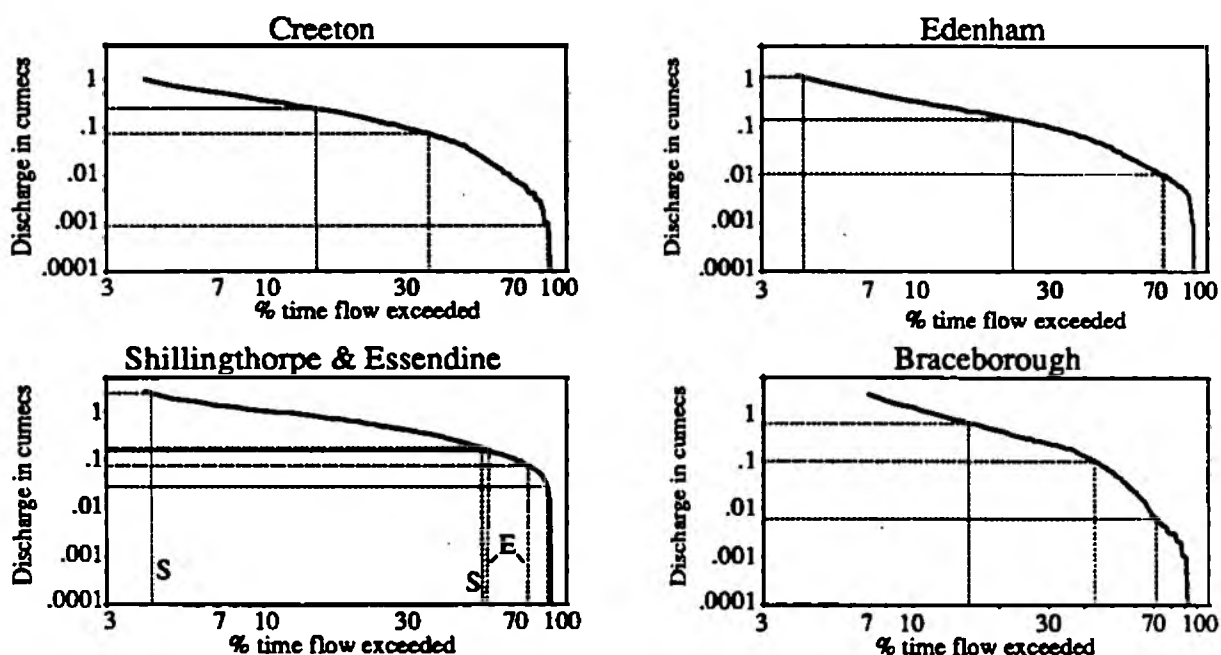 Creeton
Discharge in cumecs
1
.1
.01
.001
.0001
3 7 10 30 70 100
% time flow exceeded
Edenham
Discharge in cumecs
1
.1
.01
.001
.0001
3 7 10 30 70 100
% time flow exceeded
Shillingthorpe & Essendine
Discharge in cumecs
1
.1
.01
.001
.0001
S
S
E
3 7 10 30 70 100
% time flow exceeded
Braceborough
Discharge in cumecs
1
.1
.01
.001
.0001
3 7 10 30 70 100
% time flow exceeded